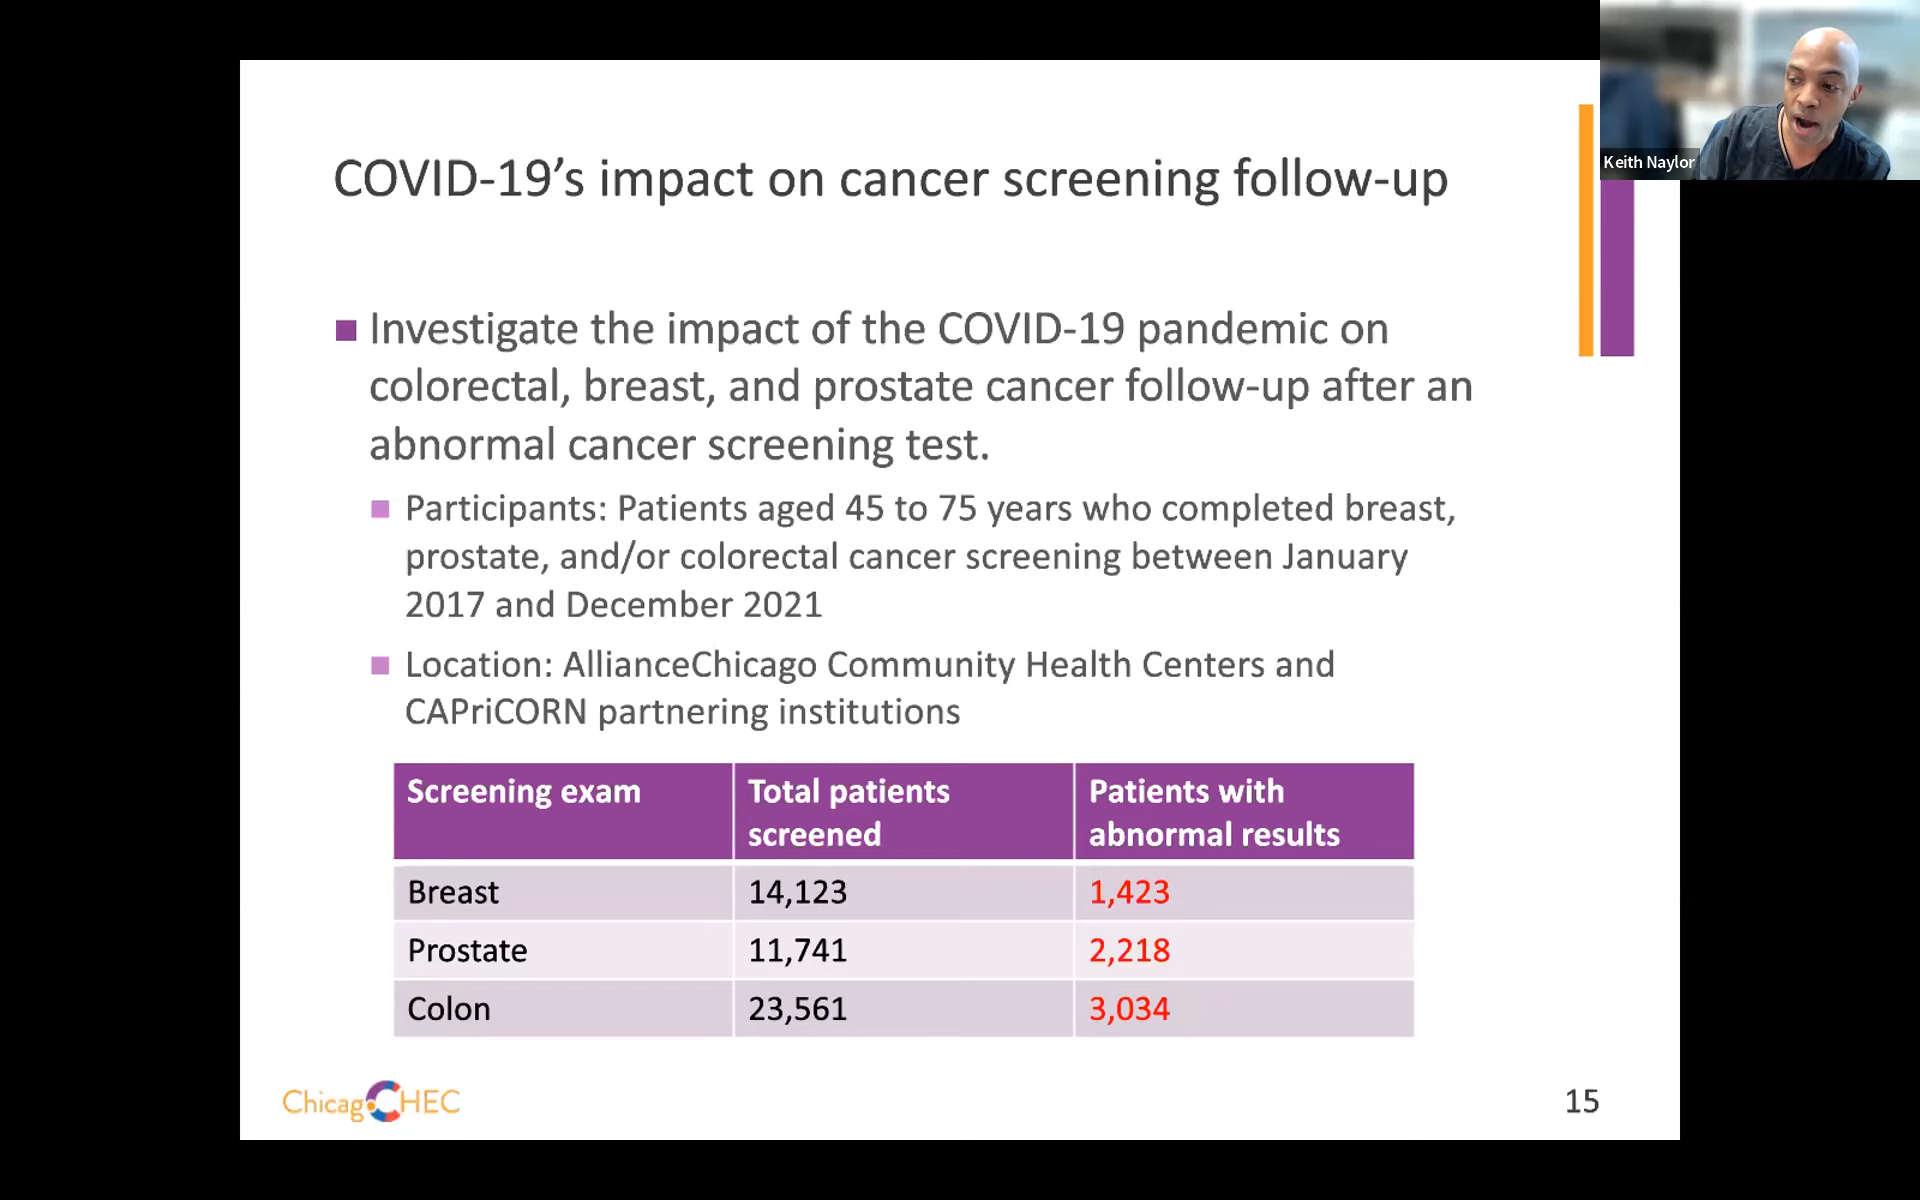 COVID-19’s impact on cancer screening follow-up
Keith Naylor
Investigate the impact of the COVID-19 pandemic on
colorectal, breast, and prostate cancer follow-up after an
abnormal cancer screening test.
Participants: Patients aged 45 to 75 years who completed breast,
prostate, and/or colorectal cancer screening between January
2017 and December 2021
Location: AllianceChicago Community Health Centers and
CAPriCORN partnering institutions
Screening exam
Total patients
screened
Patients with
abnormal results
Breast
14,123
1,423
Prostate
11,741
2,218
Colon
23,561
3,034
ChicagoCHEC
15